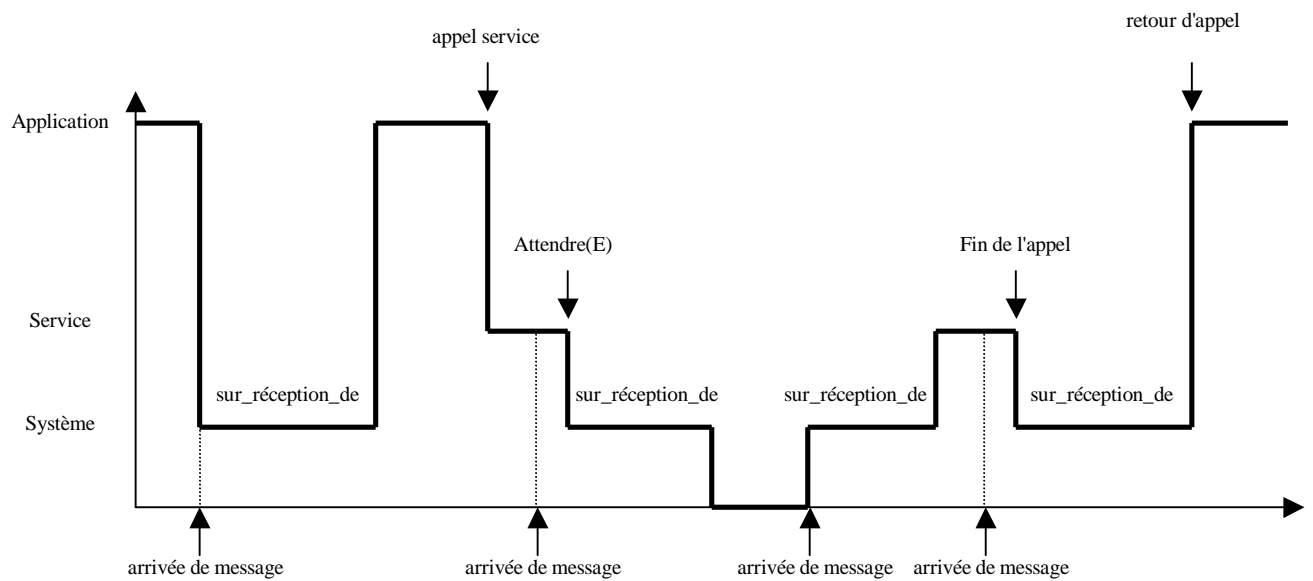 retour d'appel
appel service
Application
Attendre(E)
Fin de l'appel
Service
sur_réception_de
sur_réception_de
sur_réception_de
sur_réception_de
Système
arrivée de message
arrivée de message
arrivée de message
arrivée de message